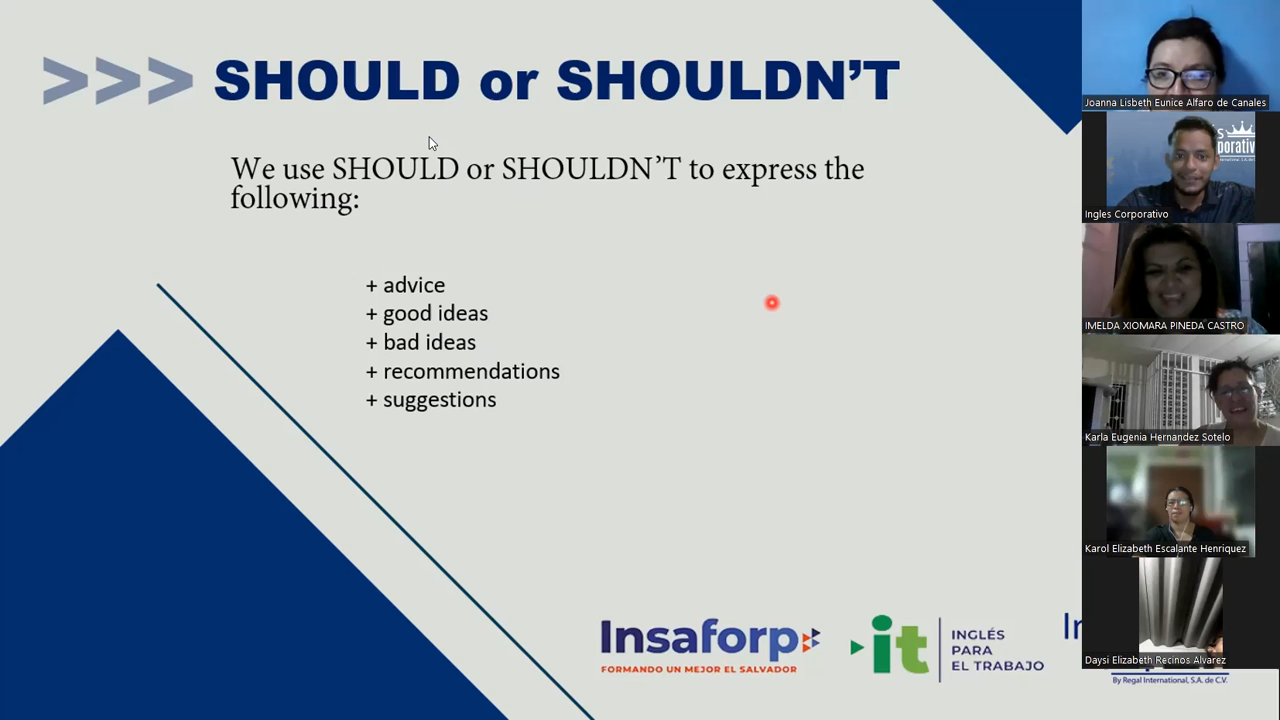 >>> SHOULD or SHOULDN'T
We use SHOULD or SHOULDN'T to express the
following:
+ advice
+ good ideas
+ bad ideas
+ recommendations
+ suggestions
Insaforp
FORMANDO UN MEJOR EL SALVADOR
it
INGLÉS
PARA
EL TRABAJO
By Regal International, S.A. de C.V.
Joanna Lisbeth Eunice Alfaro de Canales
Ingles Corporativo
IMELDA XIOMARA PINEDA CASTRO
Karla Eugenia Hernandez Sotelo
Karol Elizabeth Escalante Henriquez
Daysi Elizabeth Recinos Alvarez